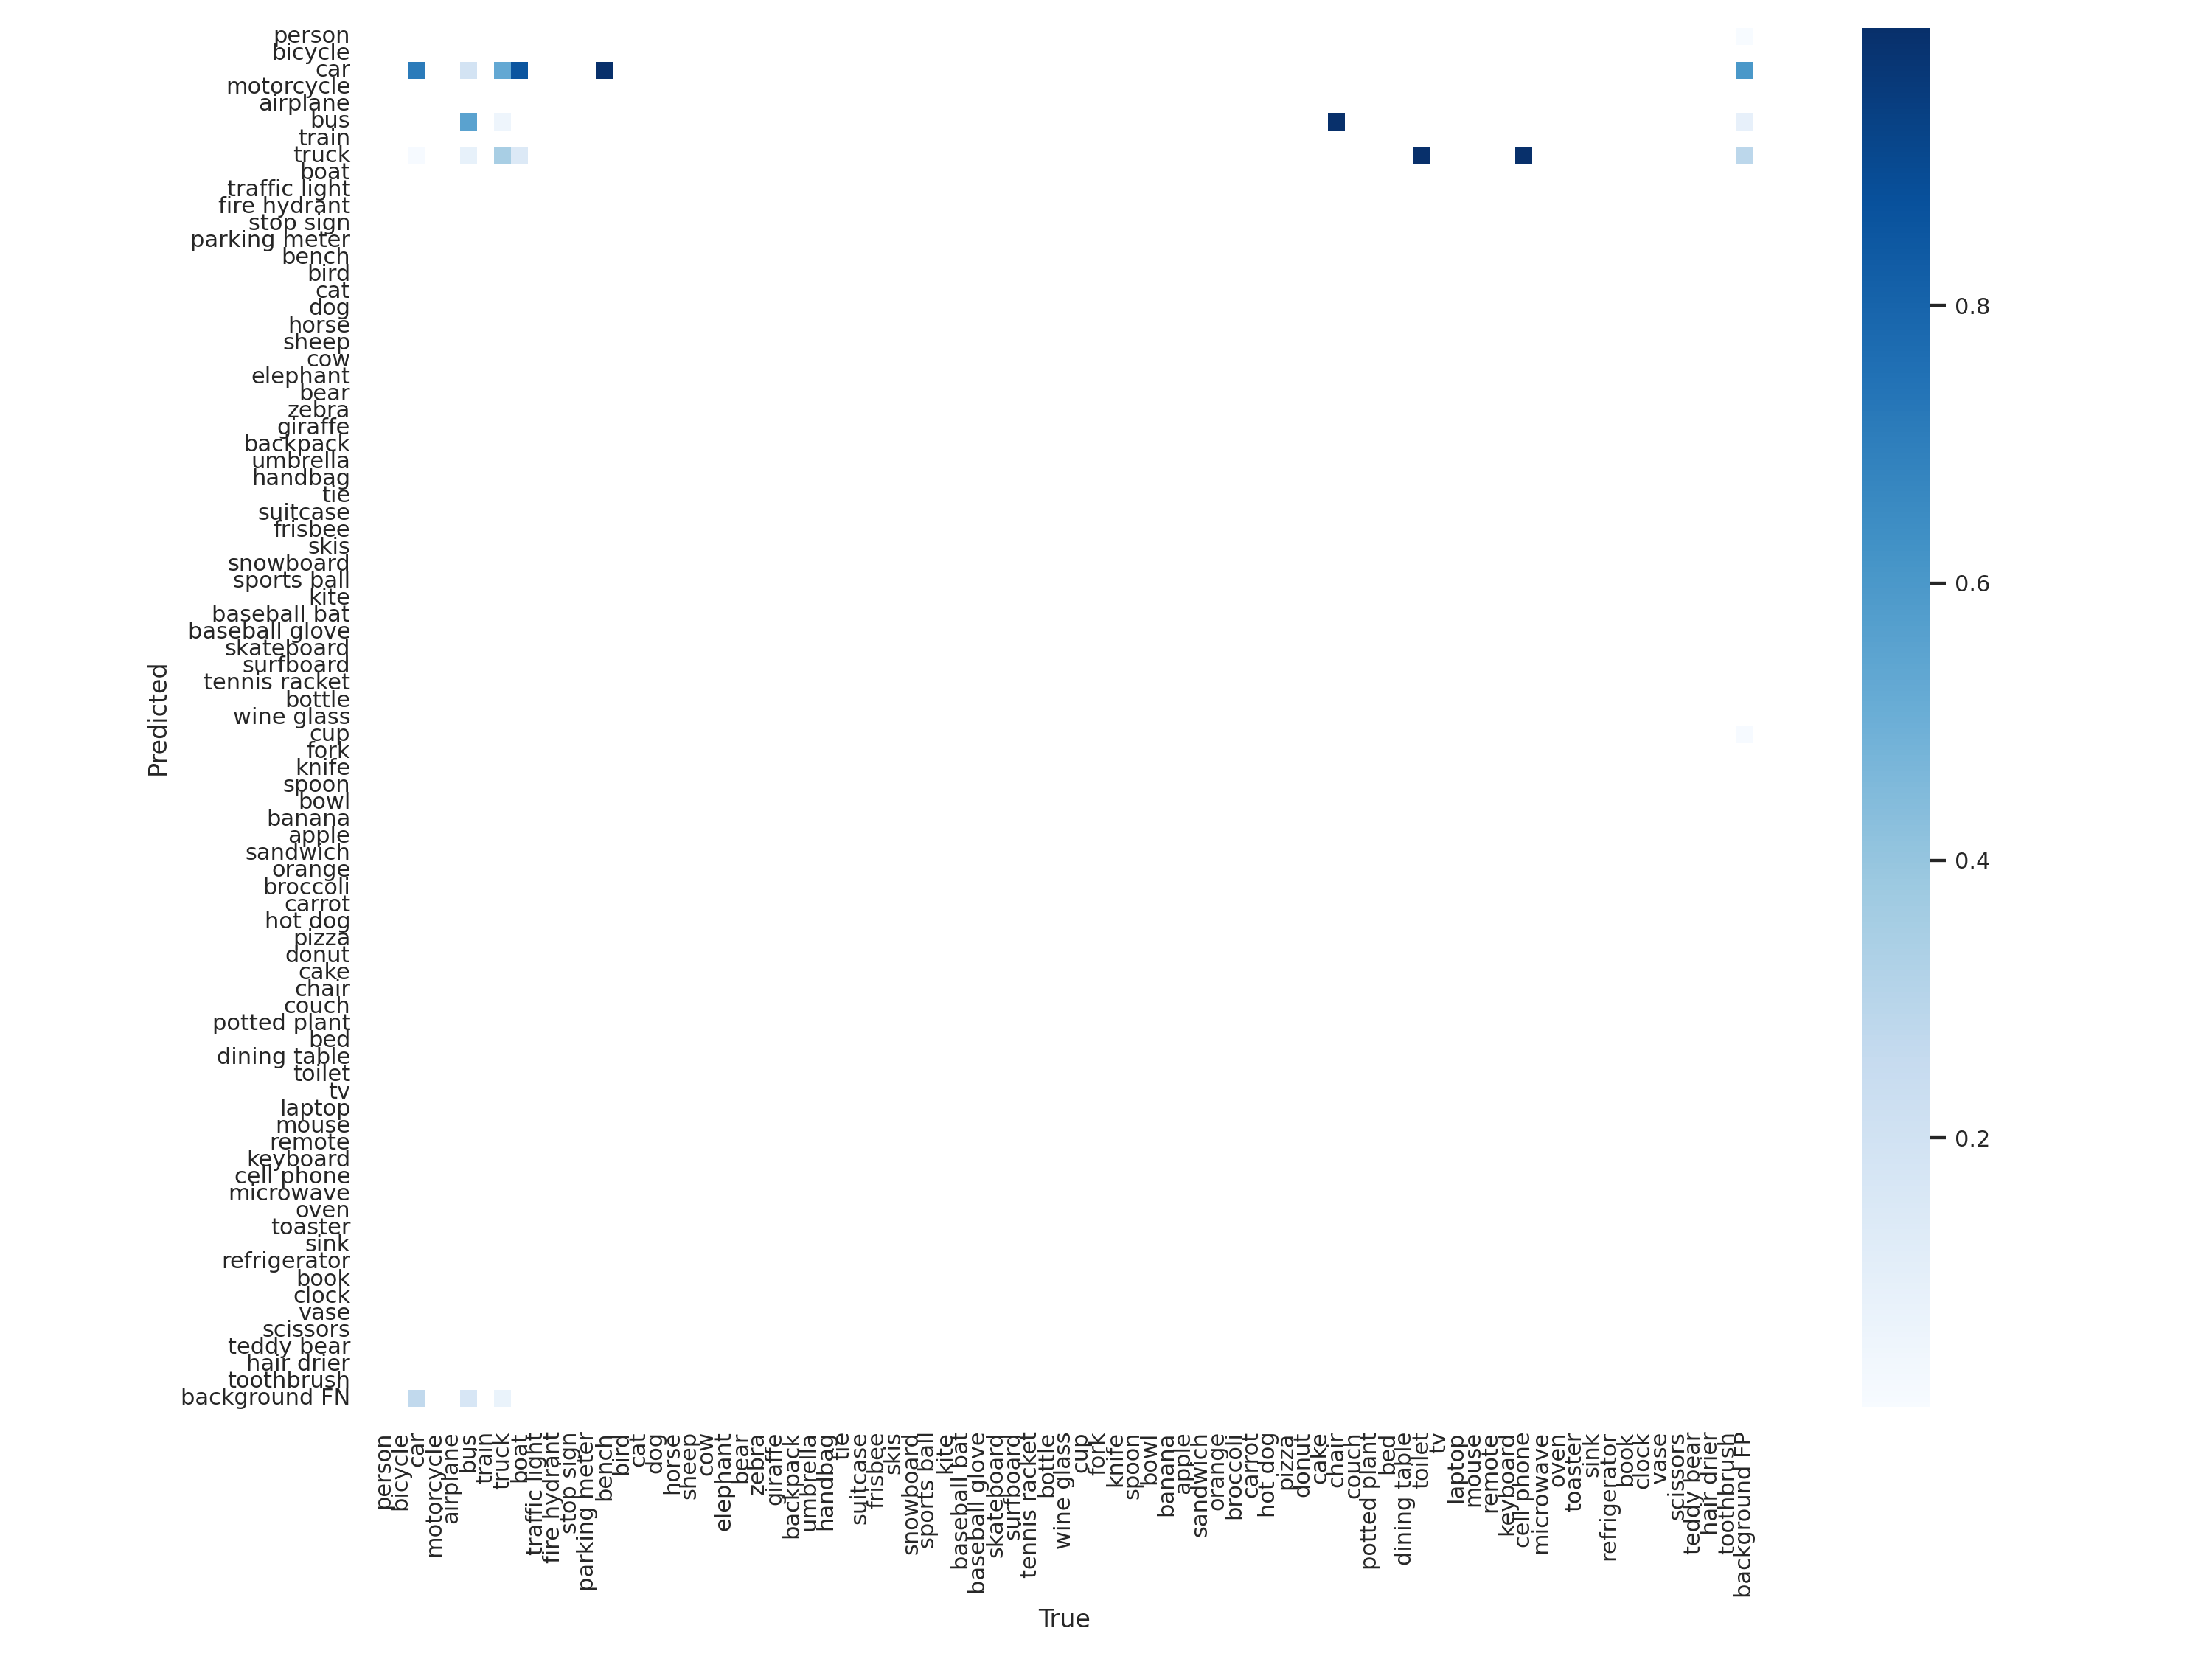 person
bicycle
car
motorcycle
airplane
bus
train
truck
boat
traffic light
fire hydrant
stop sign
parking meter
bench
bird
cat
dog
horse
sheep
cow
elephant
bear
zebra
giraffe
backpack
umbrella
handbag
tie
suitcase
frisbee
skis
snowboard
sports ball
kite
baseball bat
baseball glove
skateboard
surfboard
tennis racket
bottle
wine glass
cup
fork
knife
spoon
bowl
banana
apple
sandwich
orange
broccoli
carrot
hot dog
pizza
donut
cake
chair
couch
potted plant
bed
dining table
toilet
tv
laptop
mouse
remote
keyboard
cell phone
microwave
oven
toaster
sink
refrigerator
book
clock
vase
scissors
teddy bear
hair drier
toothbrush
background FN
Predicted
person
bicycle
car
motorcycle
airplane
bus
train
truck
boat
traffic light
fire hydrant
stop sign
parking meter
bench
bird
cat
dog
horse
sheep
cow
elephant
bear
zebra
giraffe
backpack
umbrella
handbag
tie
suitcase
frisbee
skis
snowboard
sports ball
kite
baseball bat
baseball glove
skateboard
surfboard
tennis racket
bottle
wine glass
cup
fork
knife
spoon
bowl
banana
apple
sandwich
orange
broccoli
carrot
hot dog
pizza
donut
cake
chair
couch
potted plant
bed
dining table
toilet
tv
laptop
mouse
remote
keyboard
cell phone
microwave
oven
toaster
sink
refrigerator
book
clock
vase
scissors
teddy bear
hair drier
toothbrush
background FP
True
0.8
0.6
0.4
0.2